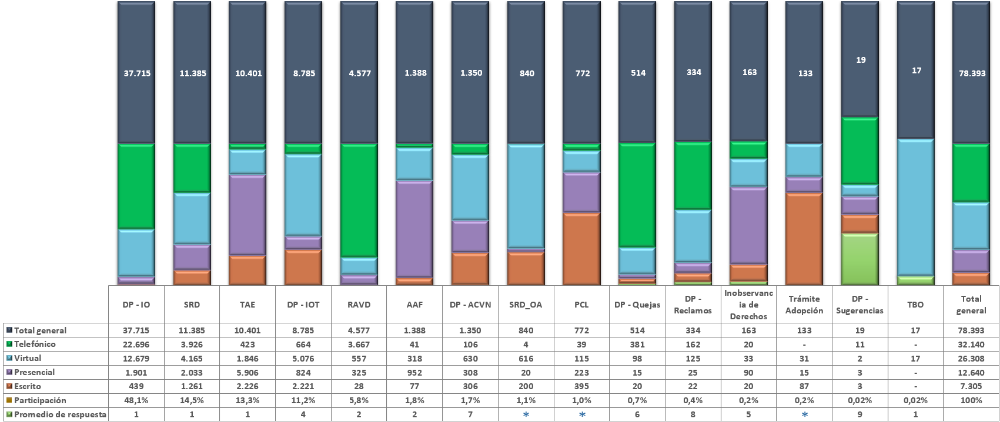 37.715 11.385 10.401 8.785 4.577 1.388 1.350 840 772 514 334 163 133 19 17 78.393
DP - IO SRD TAE DP - IOT RAVD AAF DP - ACVN SRD_OA PCL DP - Quejas DP - Reclamos Inobservanc ia de Derechos Trámite Adopción DP - Sugerencias TBO Total general
Total general 37.715 11.385 10.401 8.785 4.577 1.388 1.350 840 772 514 334 163 133 19 17 78.393
Telefónico 22.696 3.926 423 664 3.667 41 106 4 39 381 162 20 - 11 - 32.140
Virtual 12.679 4.165 1.846 5.076 557 318 630 616 115 98 125 33 31 2 17 26.308
Presencial 1.901 2.033 5.906 824 325 952 308 20 223 15 25 90 15 3 - 12.640
Escrito 439 1.261 2.226 2.221 28 77 306 200 395 20 22 20 87 3 - 7.305
Participación 48,1% 14,5% 13,3% 11,2% 5,8% 1,8% 1,7% 1,1% 1,0% 0,7% 0,4% 0,2% 0,2% 0,02% 0,02% 100%
Promedio de respuesta 1 1 1 4 2 2 7 * * 6 8 5 * 9 1